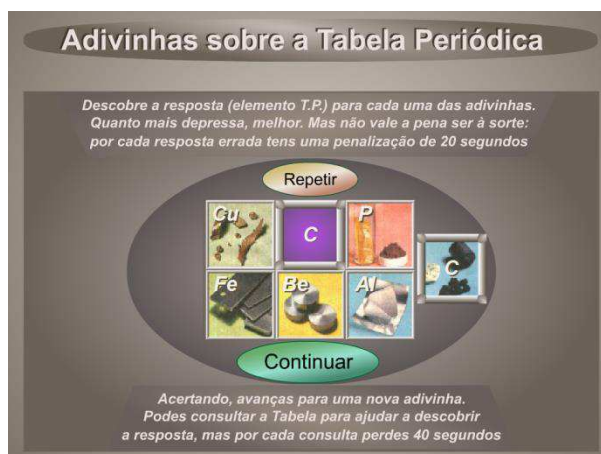 Adivinhas sobre a Tabela Periódica
Descobre a resposta (elemento T.P.) para cada uma das adivinhas.
Quanto mais depressa, melhor. Mas não vale a pena ser à sorte:
por cada resposta errada tens uma penalização de 20 segundos
Repetir
Cu
C
P
C
Fe
Be
Al
Continuar
Acertando, avanças para uma nova adivinha.
Podes consultar a Tabela para ajudar a descobrir
a resposta, mas por cada consulta perdes 40 segundos